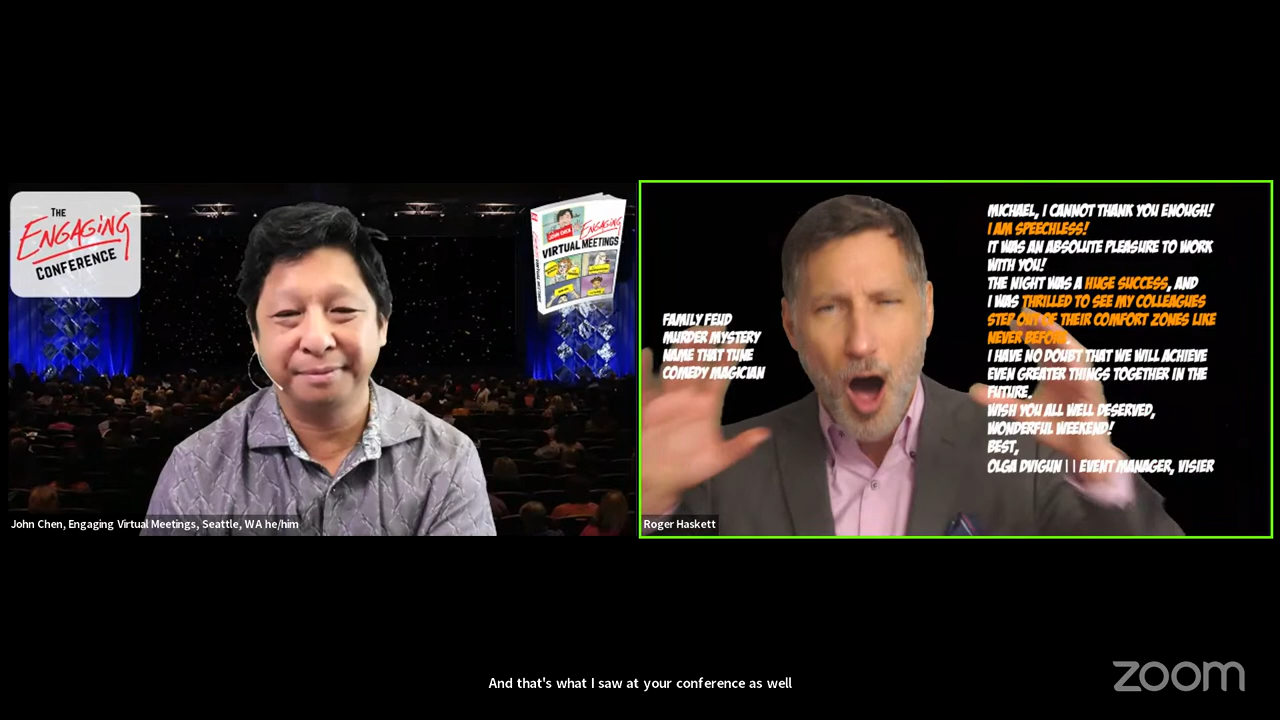 THE
ENGAGING
CONFERENCE
JOHN CHEN
ENGAGING
VIRTUAL MEETINGS
John Chen, Engaging Virtual Meetings, Seattle, WA he/him
FAMILY FEUD
MURDER MYSTERY
NAME THAT TUNE
COMEDY MAGICIAN
MICHAEL, I CANNOT THANK YOU ENOUGH!
I AM SPEECHLESS!
IT WAS AN ABSOLUTE PLEASURE TO WORK
WITH YOU!
THE NIGHT WAS A HUGE SUCCESS, AND
I WAS THRILLED TO SEE MY COLLEAGUES
STEP OUT OF THEIR COMFORT ZONES LIKE
NEVER BEFORE.
I HAVE NO DOUBT THAT WE WILL ACHIEVE
EVEN GREATER THINGS TOGETHER IN THE
FUTURE.
WISH YOU ALL WELL DESERVED,
WONDERFUL WEEKEND!
BEST,
OLGA DVIGUN || EVENT MANAGER, VISIER
Roger Haskett
And that's what I saw at your conference as well
zoom